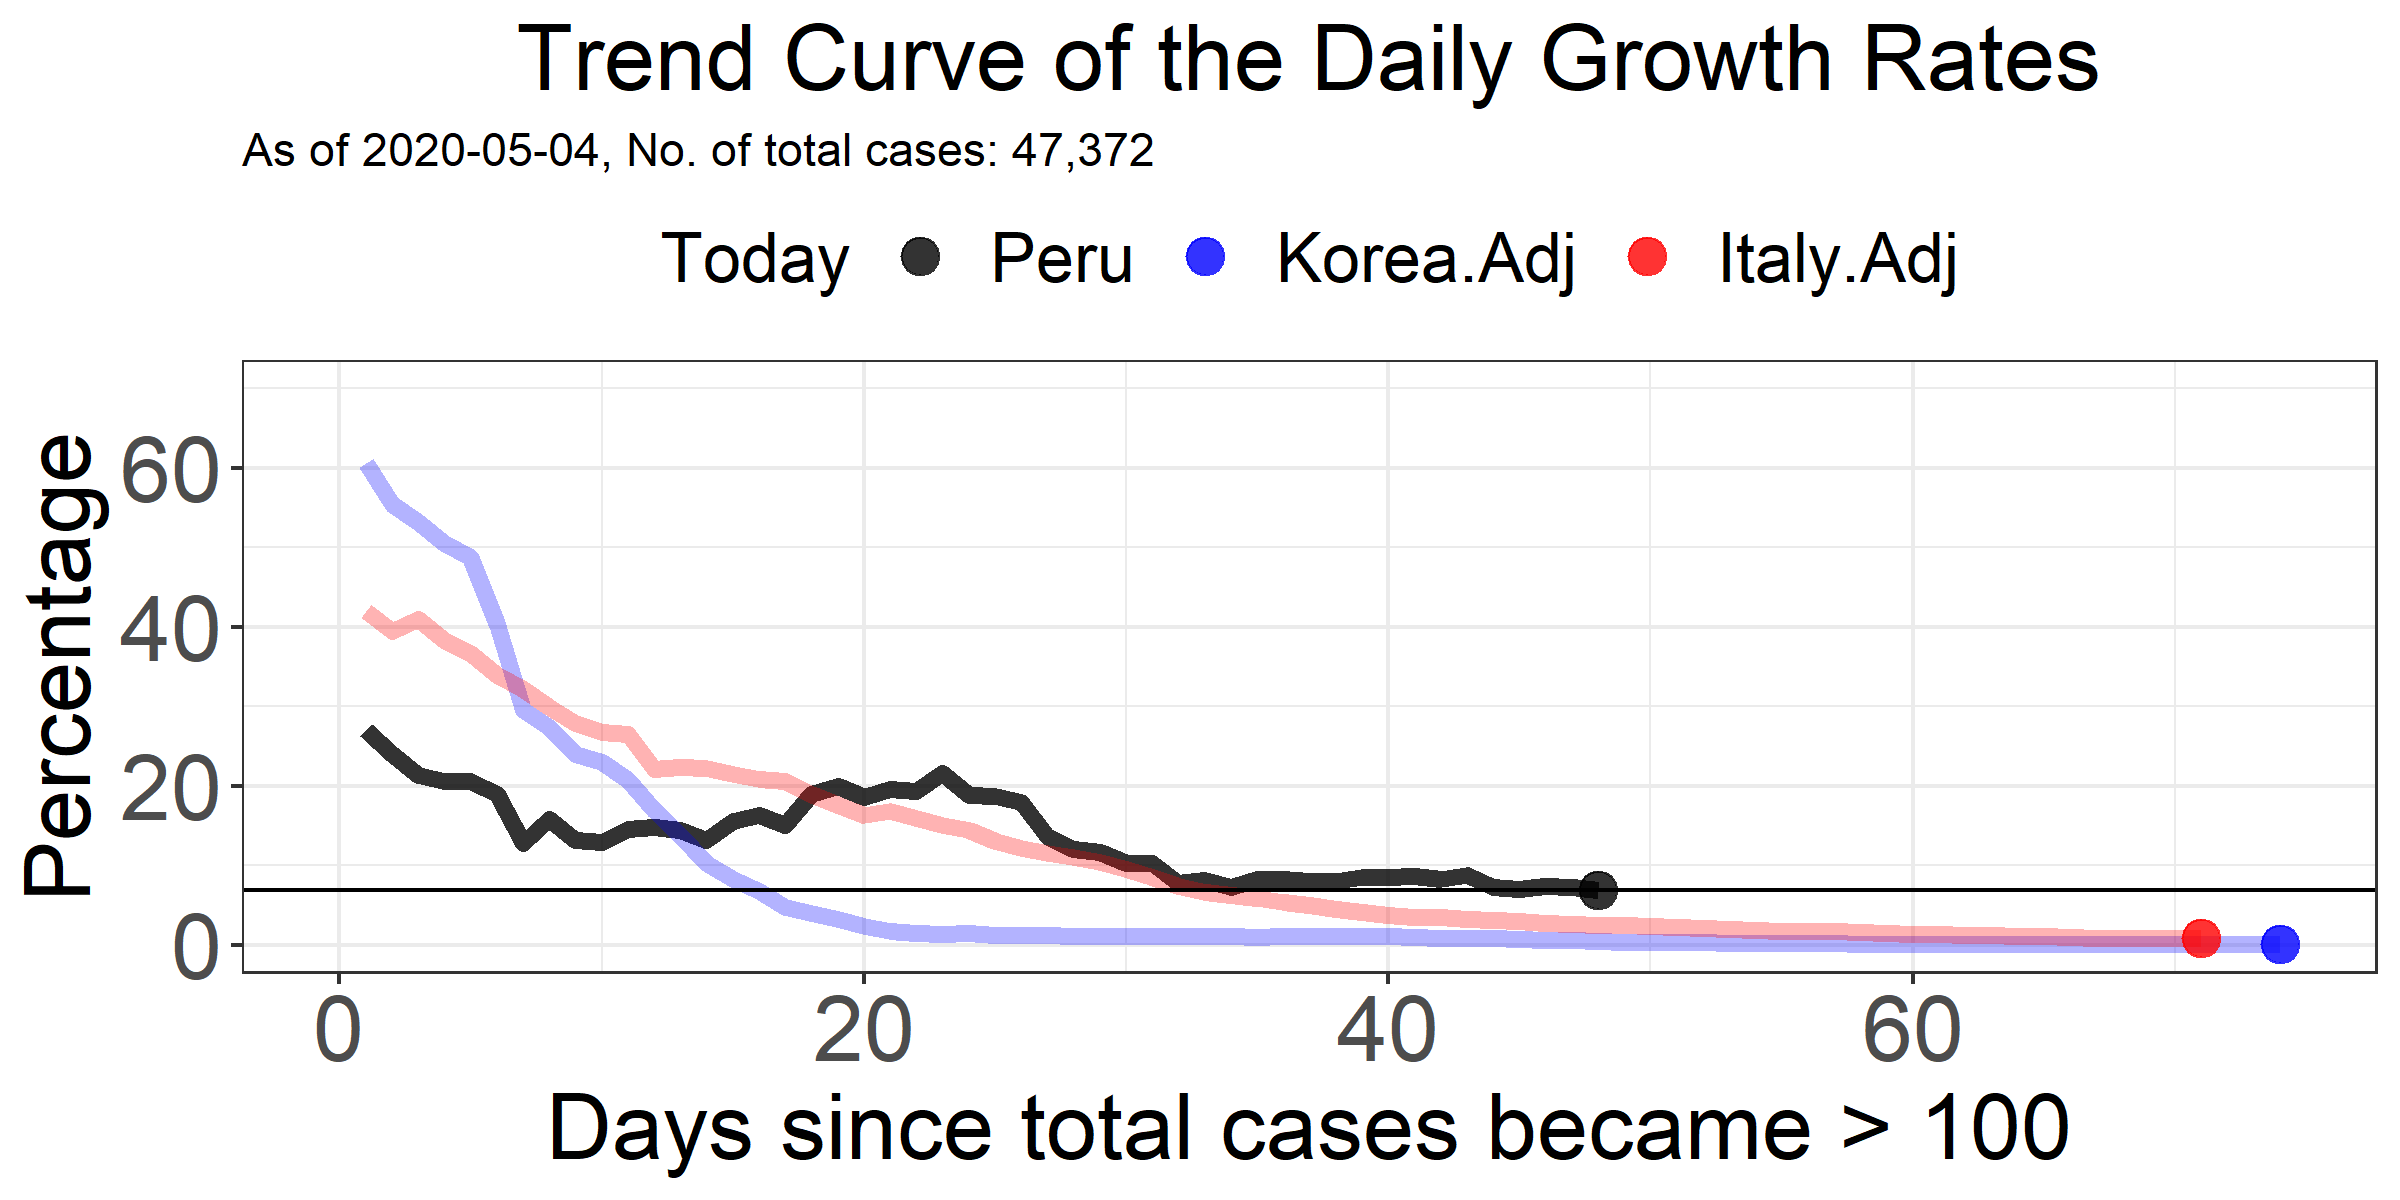 Trend Curve of the Daily Growth Rates
As of 2020-05-04, No. of total cases: 47,372
Today Peru Korea.Adj Italy.Adj
Percentage
60
40
20
0
0 20 40 60
Days since total cases became > 100